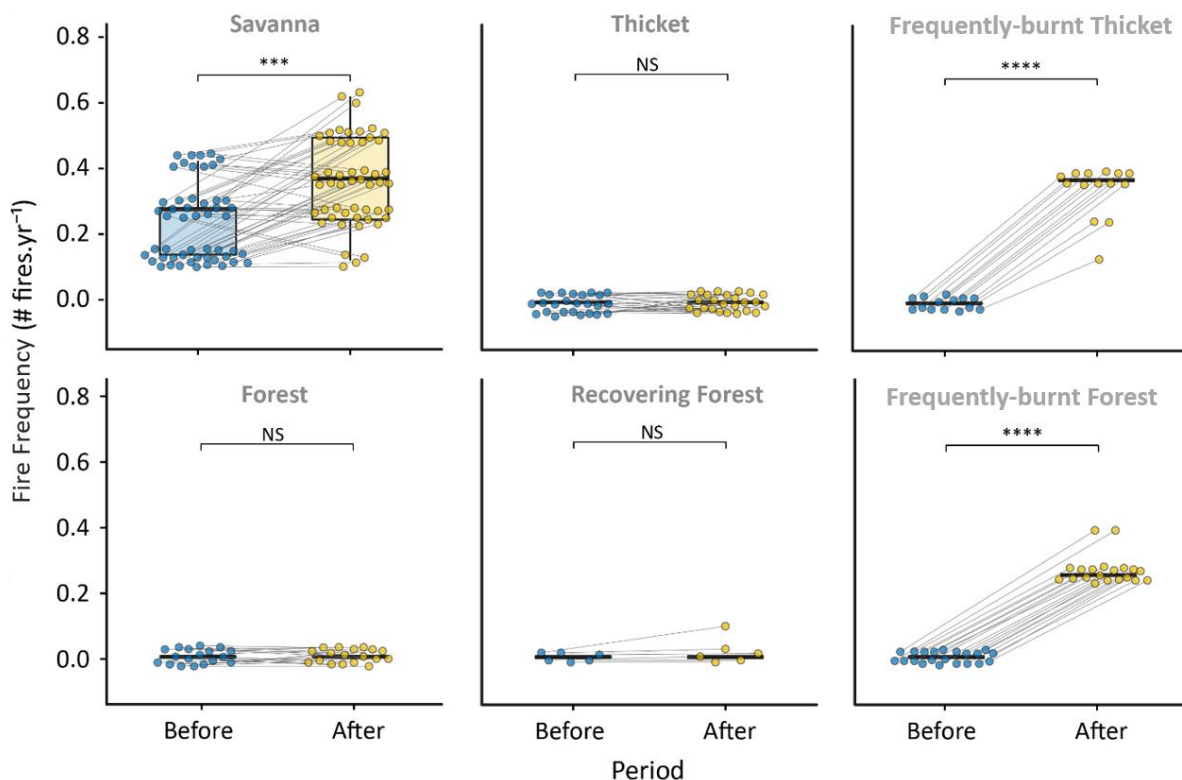 Savanna
Thicket
Frequently-burnt Thicket
0.8
***
NS
****
0.6
0.4
0.2
0.0
Fire Frequency (# fires.yr⁻¹)
Forest
Recovering Forest
Frequently-burnt Forest
0.8
NS
NS
****
0.6
0.4
0.2
0.0
Before After
Before After
Before After
Period